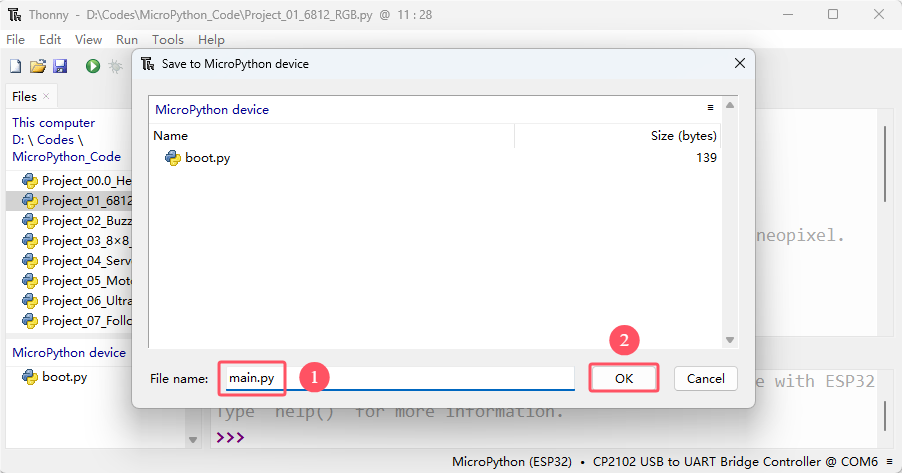 Thonny - D:\Codes\MicroPython_Code\Project_01_6812_RGB.py @ 11 : 28
File Edit View Run Tools Help
Files ×
This computer
D: \ Codes \
MicroPython_Code
Project_00.0_He
Project_01_6812
Project_02_Buzz
Project_03_8×8_
Project_04_Serv
Project_05_Mot
Project_06_Ultra
Project_07_Follo
MicroPython device
boot.py
Save to MicroPython device
MicroPython device
Name Size (bytes)
boot.py 139
File name: main.py 1
2
OK Cancel
neopixel.
e with ESP32
Type "help()" for more information.
>>>
MicroPython (ESP32) • CP2102 USB to UART Bridge Controller @ COM6